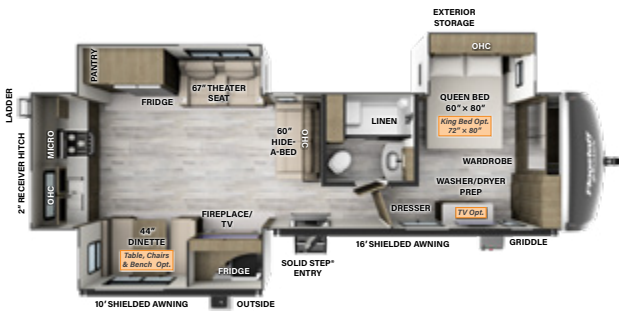 EXTERIOR
STORAGE
OHC
PANTRY
67" THEATER
SEAT
FRIDGE
QUEEN BED
60" × 80"
King Bed Opt.
72" × 80"
LADDER
LINEN
60"
HIDE-
A-BED
OHC
MICRO
2" RECEIVER HITCH
OHC
WARDROBE
WASHER/DRYER
PREP
Flagstaff
DRESSER
TV Opt.
FIREPLACE/
TV
44"
DINETTE
Table, Chairs
& Bench Opt.
FRIDGE
SOLID STEP®
ENTRY
16' SHIELDED AWNING
GRIDDLE
10' SHIELDED AWNING
OUTSIDE